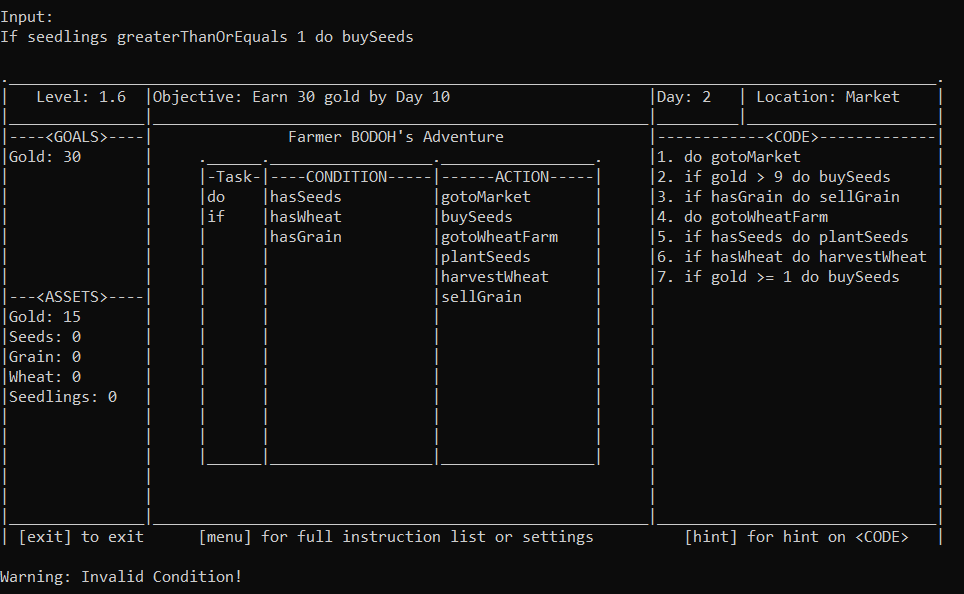 Input:
If seedlings greaterThanOrEquals 1 do buySeeds
Level: 1.6 Objective: Earn 30 gold by Day 10 Day: 2 Location: Market
----<GOALS>---- Farmer BODOH's Adventure ------------<CODE>-------------
Gold: 30 1. do gotoMarket
-Task- ----CONDITION----- ------ACTION----- 2. if gold > 9 do buySeeds
do hasSeeds gotoMarket 3. if hasGrain do sellGrain
if hasWheat buySeeds 4. do gotoWheatFarm
hasGrain gotoWheatFarm 5. if hasSeeds do plantSeeds
plantSeeds 6. if hasWheat do harvestWheat
harvestWheat 7. if gold >= 1 do buySeeds
---<ASSETS>---- sellGrain
Gold: 15
Seeds: 0
Grain: 0
Wheat: 0
Seedlings: 0
[exit] to exit [menu] for full instruction list or settings [hint] for hint on <CODE>
Warning: Invalid Condition!